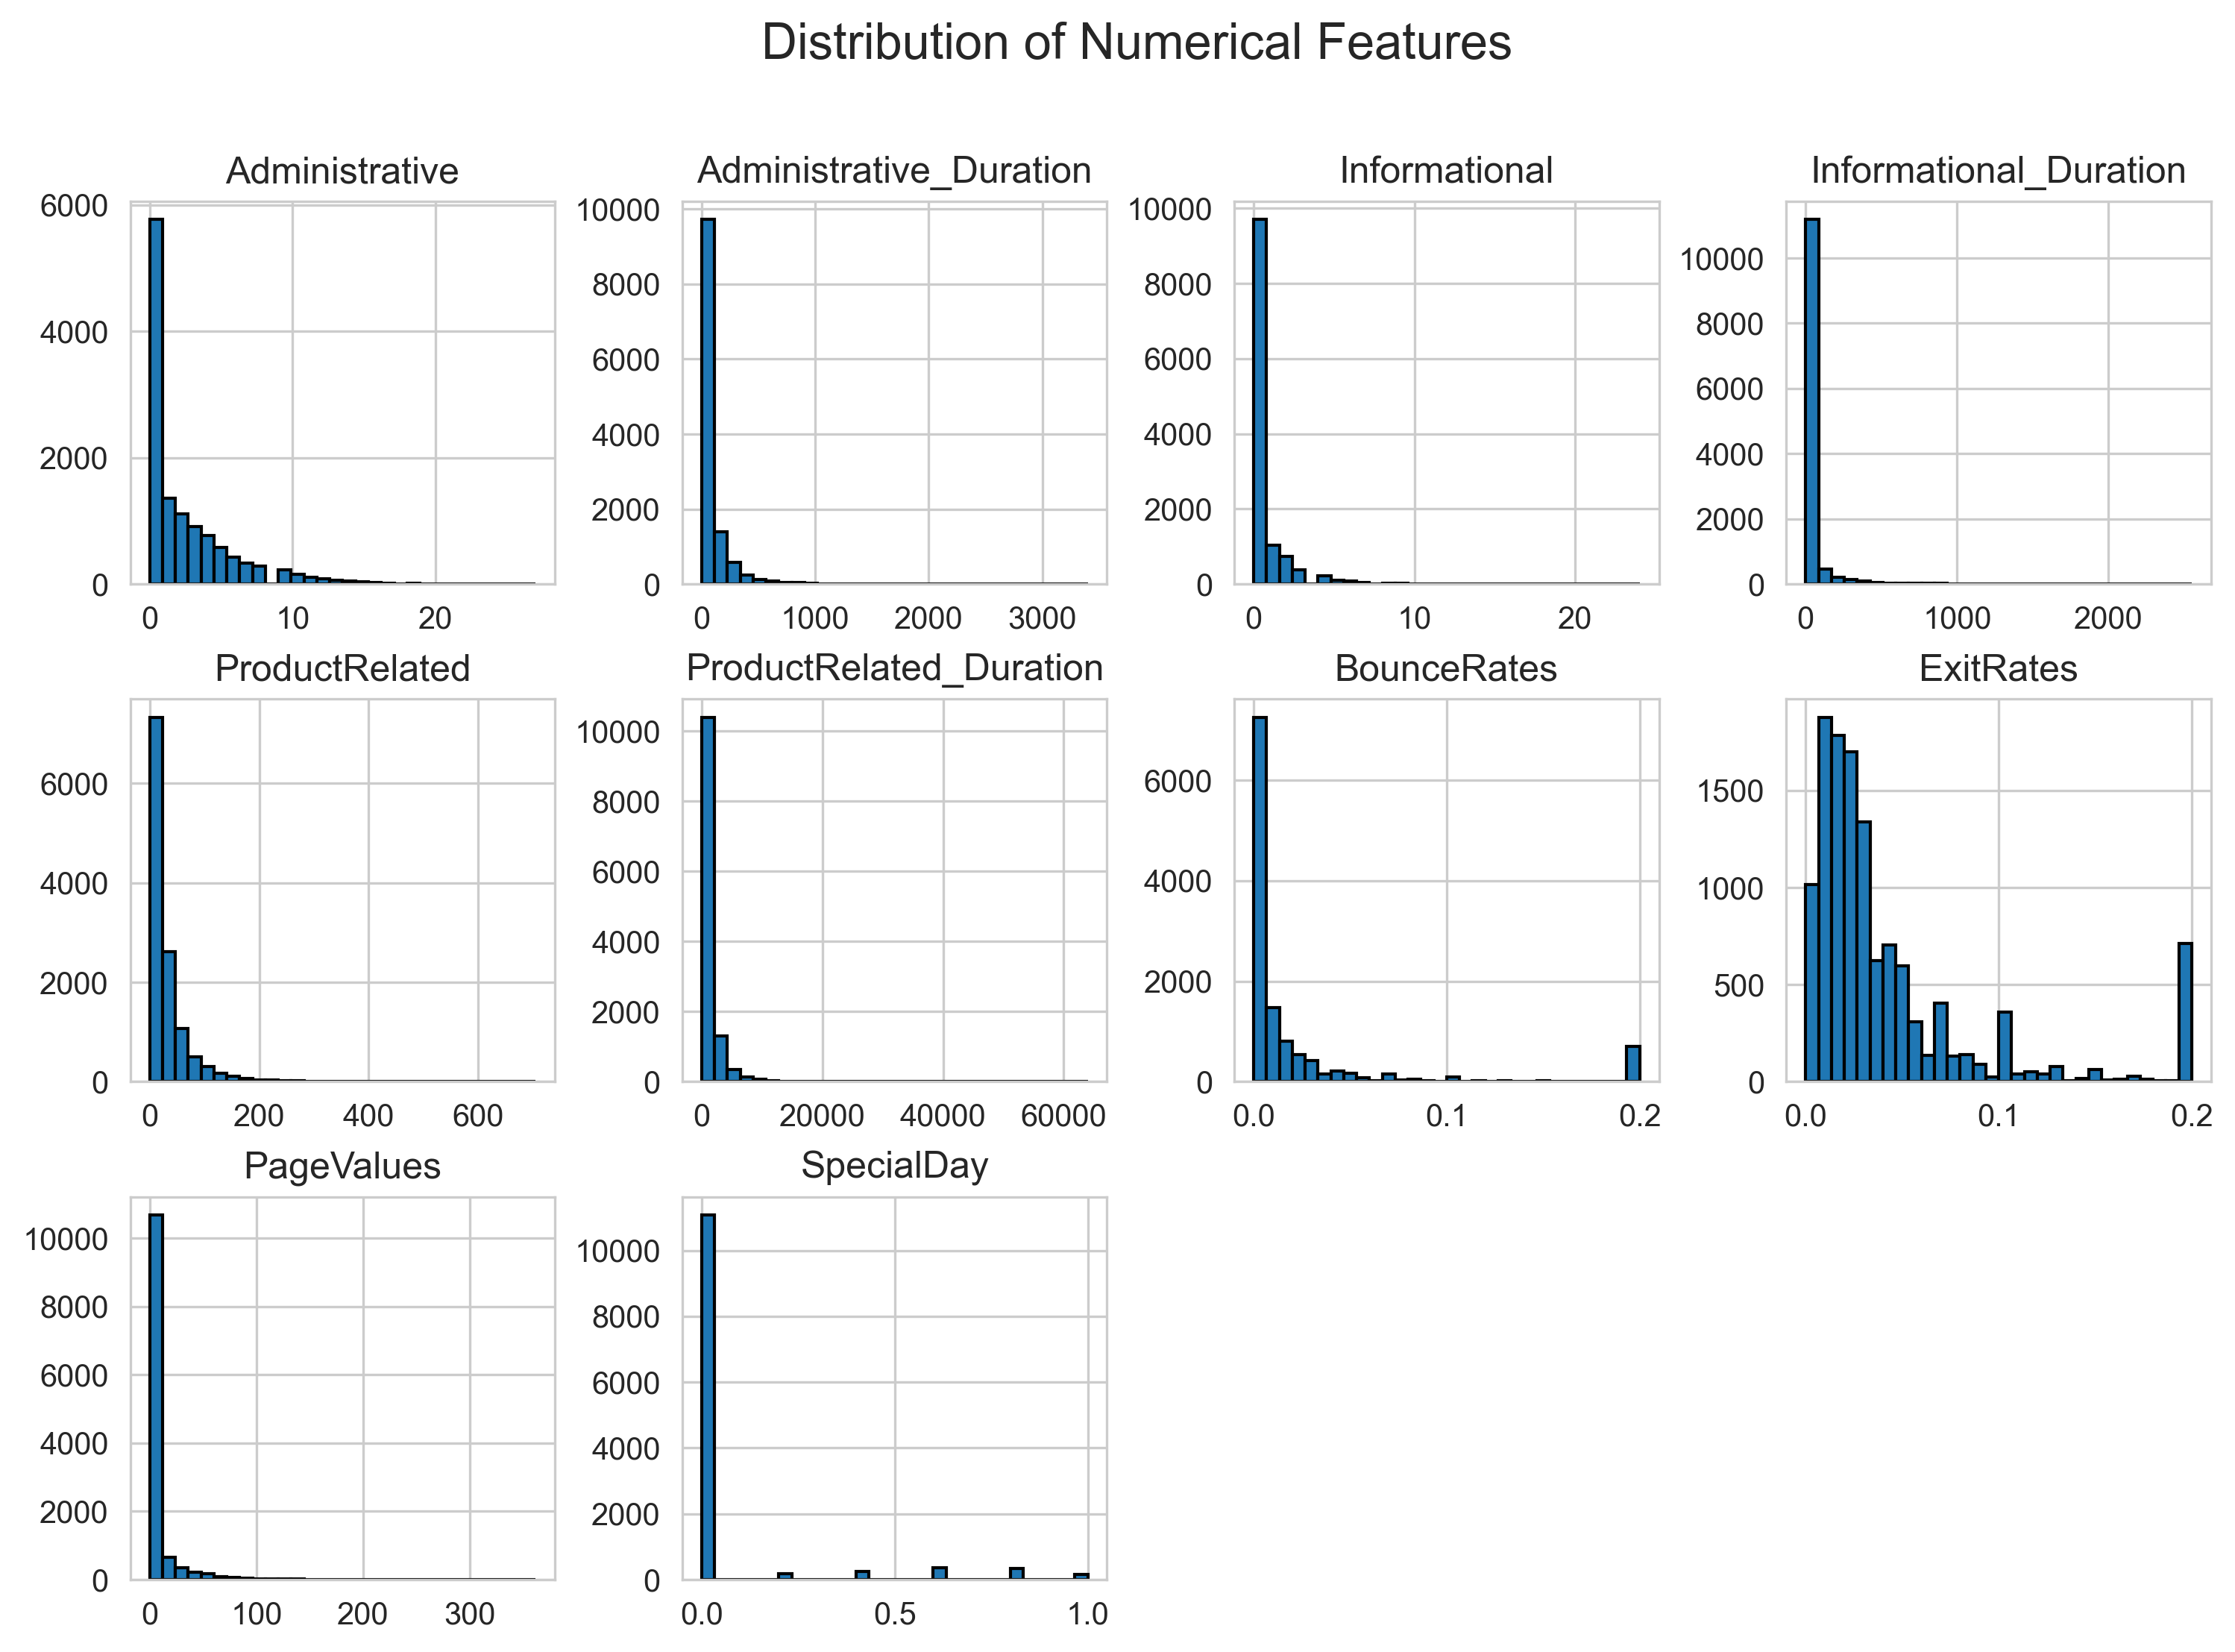 Distribution of Numerical Features
Administrative
Administrative_Duration
Informational
Informational_Duration
6000
4000
2000
0
0 10 20
10000
8000
6000
4000
2000
0
0 1000 2000 3000
10000
8000
6000
4000
2000
0
0 10 20
10000
8000
6000
4000
2000
0
0 1000 2000
ProductRelated
ProductRelated_Duration
BounceRates
ExitRates
6000
4000
2000
0
0 200 400 600
10000
8000
6000
4000
2000
0
0 20000 40000 60000
6000
4000
2000
0
0.0 0.1 0.2
1500
1000
500
0
0.0 0.1 0.2
PageValues
SpecialDay
10000
8000
6000
4000
2000
0
0 100 200 300
10000
8000
6000
4000
2000
0
0.0 0.5 1.0